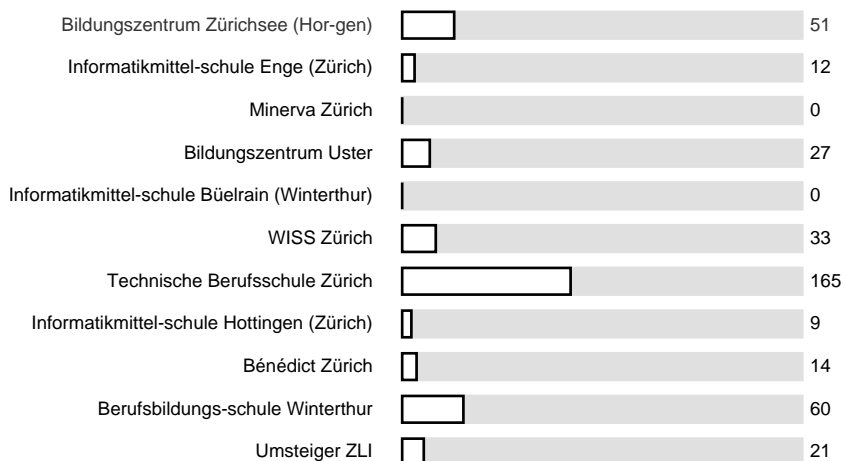 Bildungszentrum Zürichsee (Hor-gen) 51
Informatikmittel-schule Enge (Zürich) 12
Minerva Zürich 0
Bildungszentrum Uster 27
Informatikmittel-schule Büelrain (Winterthur) 0
WISS Zürich 33
Technische Berufsschule Zürich 165
Informatikmittel-schule Hottingen (Zürich) 9
Bénédict Zürich 14
Berufsbildungs-schule Winterthur 60
Umsteiger ZLI 21